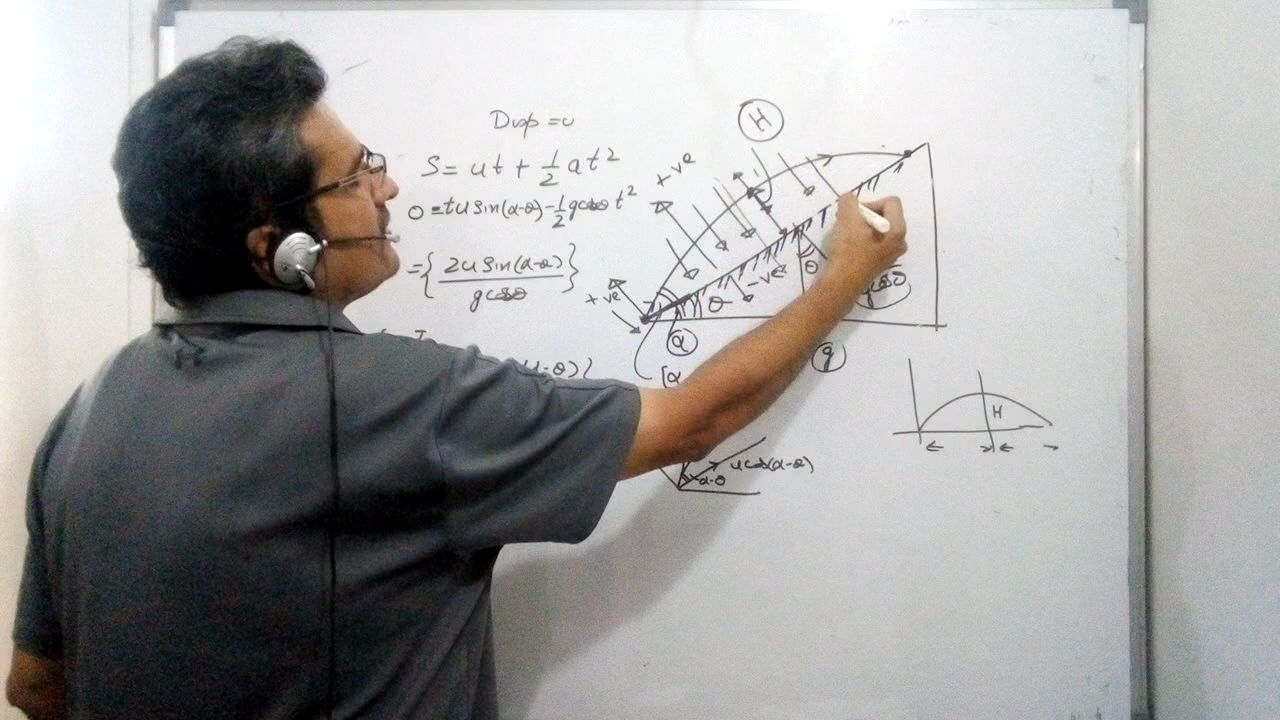 Disp = 0
S = ut + 1/2 at²
0 = tu sin(α-θ) - 1/2 g cosθ t²
= { 2u sin(α-θ) / g cosθ }
-θ)}
H
+ve
+ve
-ve
θ
θ
g cosθ
α
g
[α
H
u cos(α-θ)
α-θ